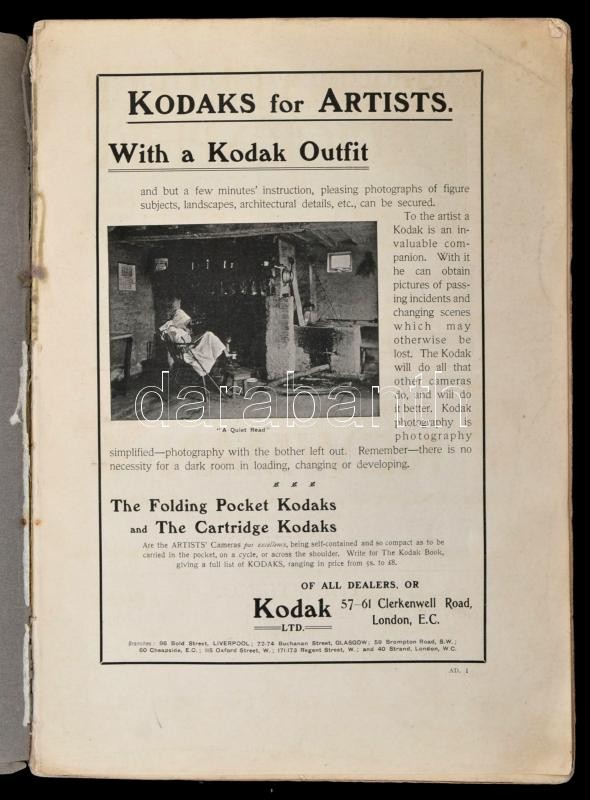 KODAKS for ARTISTS.
With a Kodak Outfit
and but a few minutes' instruction, pleasing photographs of figure
subjects, landscapes, architectural details, etc., can be secured.
To the artist a
Kodak is an in-
valuable com-
panion. With it
he can obtain
pictures of pass-
ing incidents and
changing scenes
which may
otherwise be
lost. The Kodak
will do all that
other cameras
do, and will do
it better. Kodak
photography is
photography
"A Quiet Read"
simplified—photography with the bother left out. Remember—there is no
necessity for a dark room in loading, changing or developing.
The Folding Pocket Kodaks
and The Cartridge Kodaks
Are the ARTISTS' Cameras par excellence, being self-contained and so compact as to be
carried in the pocket, on a cycle, or across the shoulder. Write for The Kodak Book,
giving a full list of KODAKS, ranging in price from 5s. to £8.
OF ALL DEALERS, OR
Kodak LTD.
57-61 Clerkenwell Road,
London, E.C.
Branches: 96 Bold Street, LIVERPOOL; 72-74 Buchanan Street, GLASGOW; 59 Brompton Road, S.W.;
60 Cheapside, E.C.; 115 Oxford Street, W.; 171-173 Regent Street, W.; and 40 Strand, London, W.C.
AD. 1
darabanth